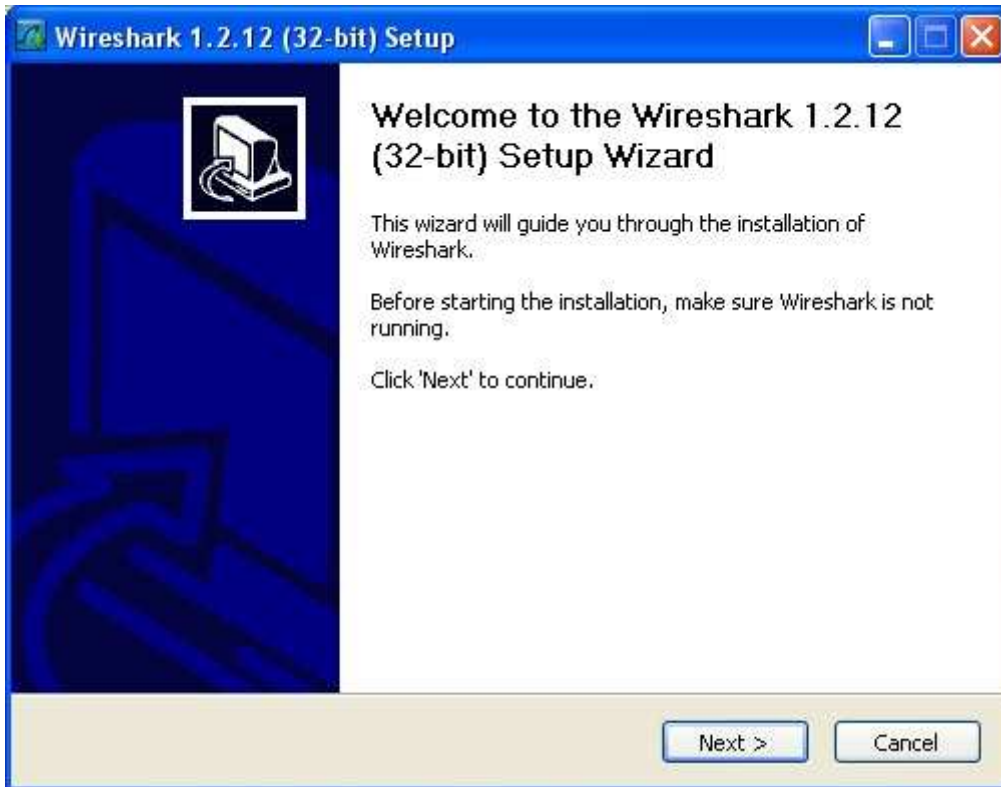 Wireshark 1.2.12 (32-bit) Setup
Welcome to the Wireshark 1.2.12
(32-bit) Setup Wizard
This wizard will guide you through the installation of
Wireshark.
Before starting the installation, make sure Wireshark is not
running.
Click 'Next' to continue.
Next >
Cancel